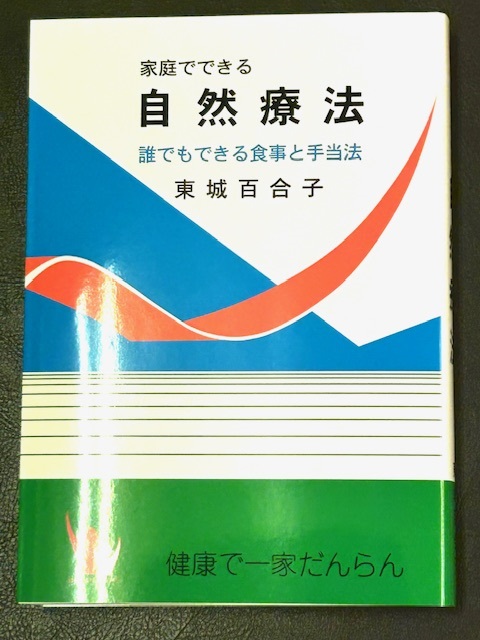 家庭でできる
自然療法
誰でもできる食事と手当法
東城百合子
健康で一家だんらん